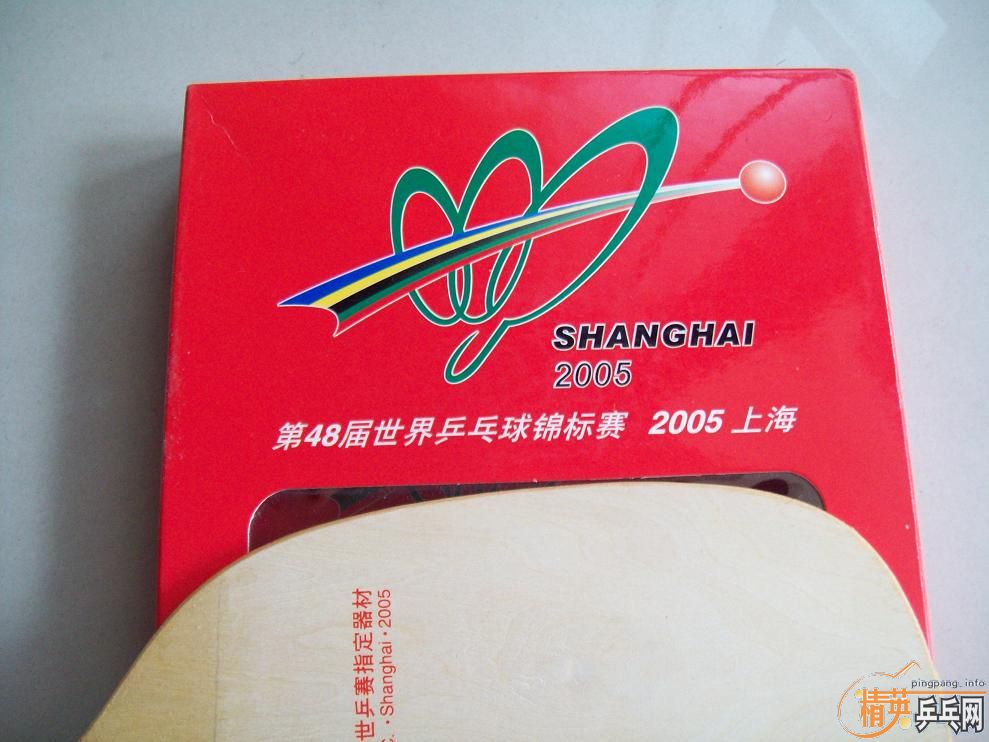 SHANGHAI
2005
第48届世界乒乓球锦标赛 2005 上海
世乒赛指定器材
·Shanghai·2005
pingpang.info
精英乒乓网